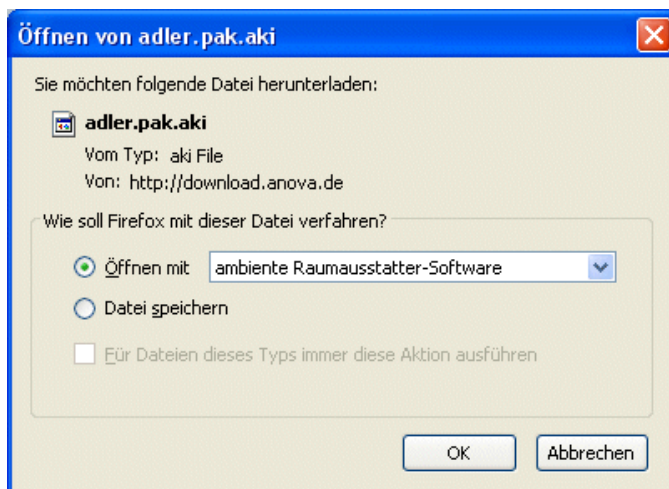 Öffnen von adler.pak.aki
Sie möchten folgende Datei herunterladen:
adler.pak.aki
Vom Typ: aki File
Von: http://download.anova.de
Wie soll Firefox mit dieser Datei verfahren?
Öffnen mit ambiente Raumausstatter-Software
Datei speichern
Für Dateien dieses Typs immer diese Aktion ausführen
OK Abbrechen